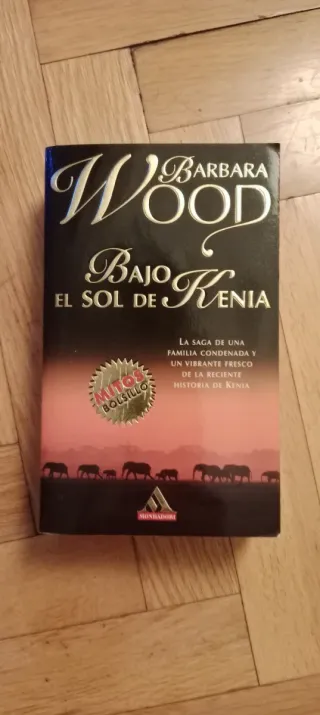 BARBARA
WOOD
BAJO
EL SOL DE KENIA
LA SAGA DE UNA
FAMILIA CONDENADA Y
UN VIBRANTE FRESCO
DE LA RECIENTE
HISTORIA DE KENIA
MITOS
BOLSILLO
MONDADORI